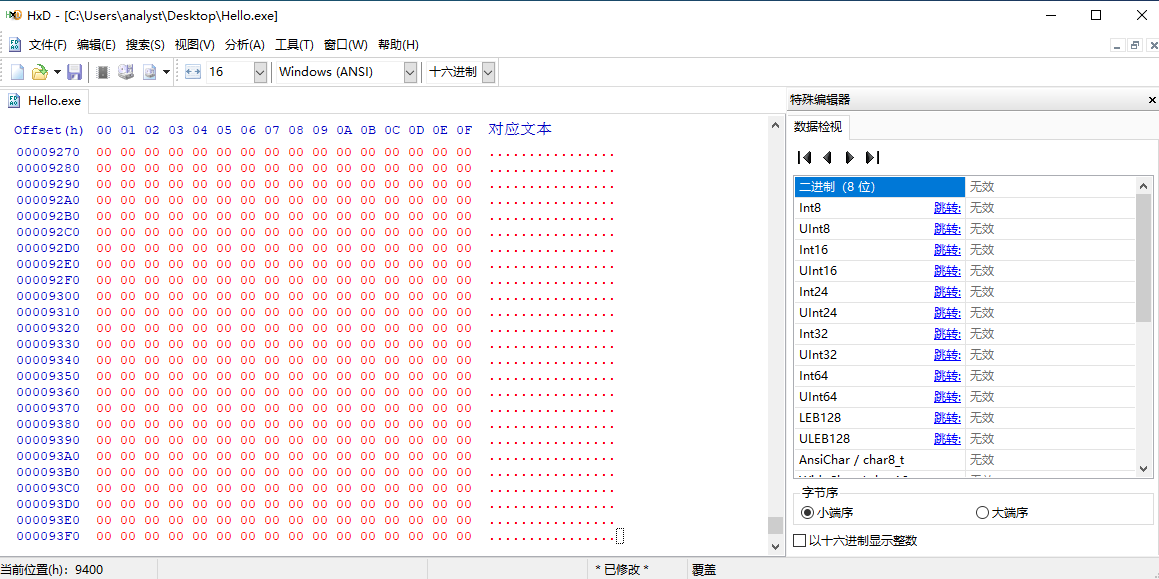 HxD - [C:\Users\analyst\Desktop\Hello.exe]
文件(F) 编辑(E) 搜索(S) 视图(V) 分析(A) 工具(T) 窗口(W) 帮助(H)
16 Windows (ANSI) 十六进制
Hello.exe
Offset(h) 00 01 02 03 04 05 06 07 08 09 0A 0B 0C 0D 0E 0F 对应文本
00009270 00 00 00 00 00 00 00 00 00 00 00 00 00 00 00 00 ................
00009280 00 00 00 00 00 00 00 00 00 00 00 00 00 00 00 00 ................
00009290 00 00 00 00 00 00 00 00 00 00 00 00 00 00 00 00 ................
000092A0 00 00 00 00 00 00 00 00 00 00 00 00 00 00 00 00 ................
000092B0 00 00 00 00 00 00 00 00 00 00 00 00 00 00 00 00 ................
000092C0 00 00 00 00 00 00 00 00 00 00 00 00 00 00 00 00 ................
000092D0 00 00 00 00 00 00 00 00 00 00 00 00 00 00 00 00 ................
000092E0 00 00 00 00 00 00 00 00 00 00 00 00 00 00 00 00 ................
000092F0 00 00 00 00 00 00 00 00 00 00 00 00 00 00 00 00 ................
00009300 00 00 00 00 00 00 00 00 00 00 00 00 00 00 00 00 ................
00009310 00 00 00 00 00 00 00 00 00 00 00 00 00 00 00 00 ................
00009320 00 00 00 00 00 00 00 00 00 00 00 00 00 00 00 00 ................
00009330 00 00 00 00 00 00 00 00 00 00 00 00 00 00 00 00 ................
00009340 00 00 00 00 00 00 00 00 00 00 00 00 00 00 00 00 ................
00009350 00 00 00 00 00 00 00 00 00 00 00 00 00 00 00 00 ................
00009360 00 00 00 00 00 00 00 00 00 00 00 00 00 00 00 00 ................
00009370 00 00 00 00 00 00 00 00 00 00 00 00 00 00 00 00 ................
00009380 00 00 00 00 00 00 00 00 00 00 00 00 00 00 00 00 ................
00009390 00 00 00 00 00 00 00 00 00 00 00 00 00 00 00 00 ................
000093A0 00 00 00 00 00 00 00 00 00 00 00 00 00 00 00 00 ................
000093B0 00 00 00 00 00 00 00 00 00 00 00 00 00 00 00 00 ................
000093C0 00 00 00 00 00 00 00 00 00 00 00 00 00 00 00 00 ................
000093D0 00 00 00 00 00 00 00 00 00 00 00 00 00 00 00 00 ................
000093E0 00 00 00 00 00 00 00 00 00 00 00 00 00 00 00 00 ................
000093F0 00 00 00 00 00 00 00 00 00 00 00 00 00 00 00 00 ................
特殊编辑器
数据检视
二进制（8 位） 无效
Int8 跳转: 无效
UInt8 跳转: 无效
Int16 跳转: 无效
UInt16 跳转: 无效
Int24 跳转: 无效
UInt24 跳转: 无效
Int32 跳转: 无效
UInt32 跳转: 无效
Int64 跳转: 无效
UInt64 跳转: 无效
LEB128 跳转: 无效
ULEB128 跳转: 无效
AnsiChar / char8_t 无效
字节序
小端序 大端序
以十六进制显示整数
当前位置(h): 9400 * 已修改 * 覆盖